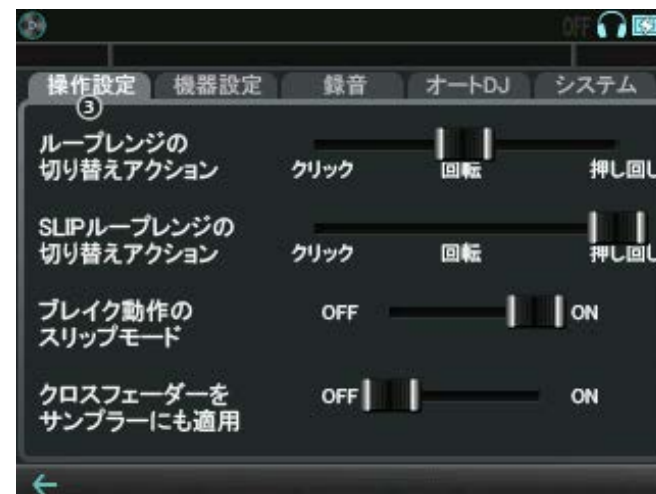 OFF
操作設定 機器設定 録音 オートDJ システム
③
ループレンジの
切り替えアクション クリック 回転 押し回し
SLIPループレンジの
切り替えアクション クリック 回転 押し回し
ブレイク動作の
スリップモード OFF ON
クロスフェーダーを
サンプラーにも適用 OFF ON